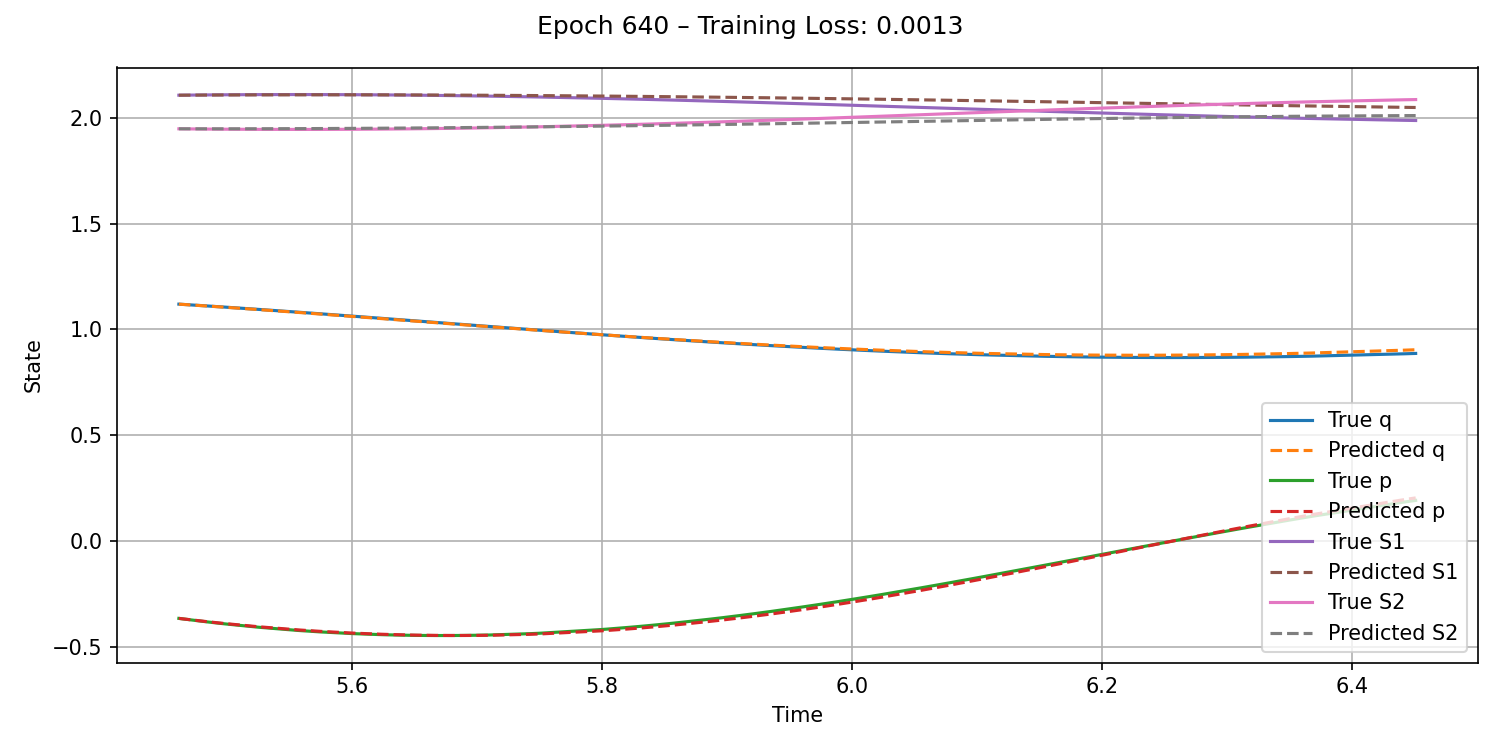 Epoch 640 – Training Loss: 0.0013
State
2.0
1.5
1.0
0.5
0.0
−0.5
5.6
5.8
6.0
6.2
6.4
Time
True q
Predicted q
True p
Predicted p
True S1
Predicted S1
True S2
Predicted S2